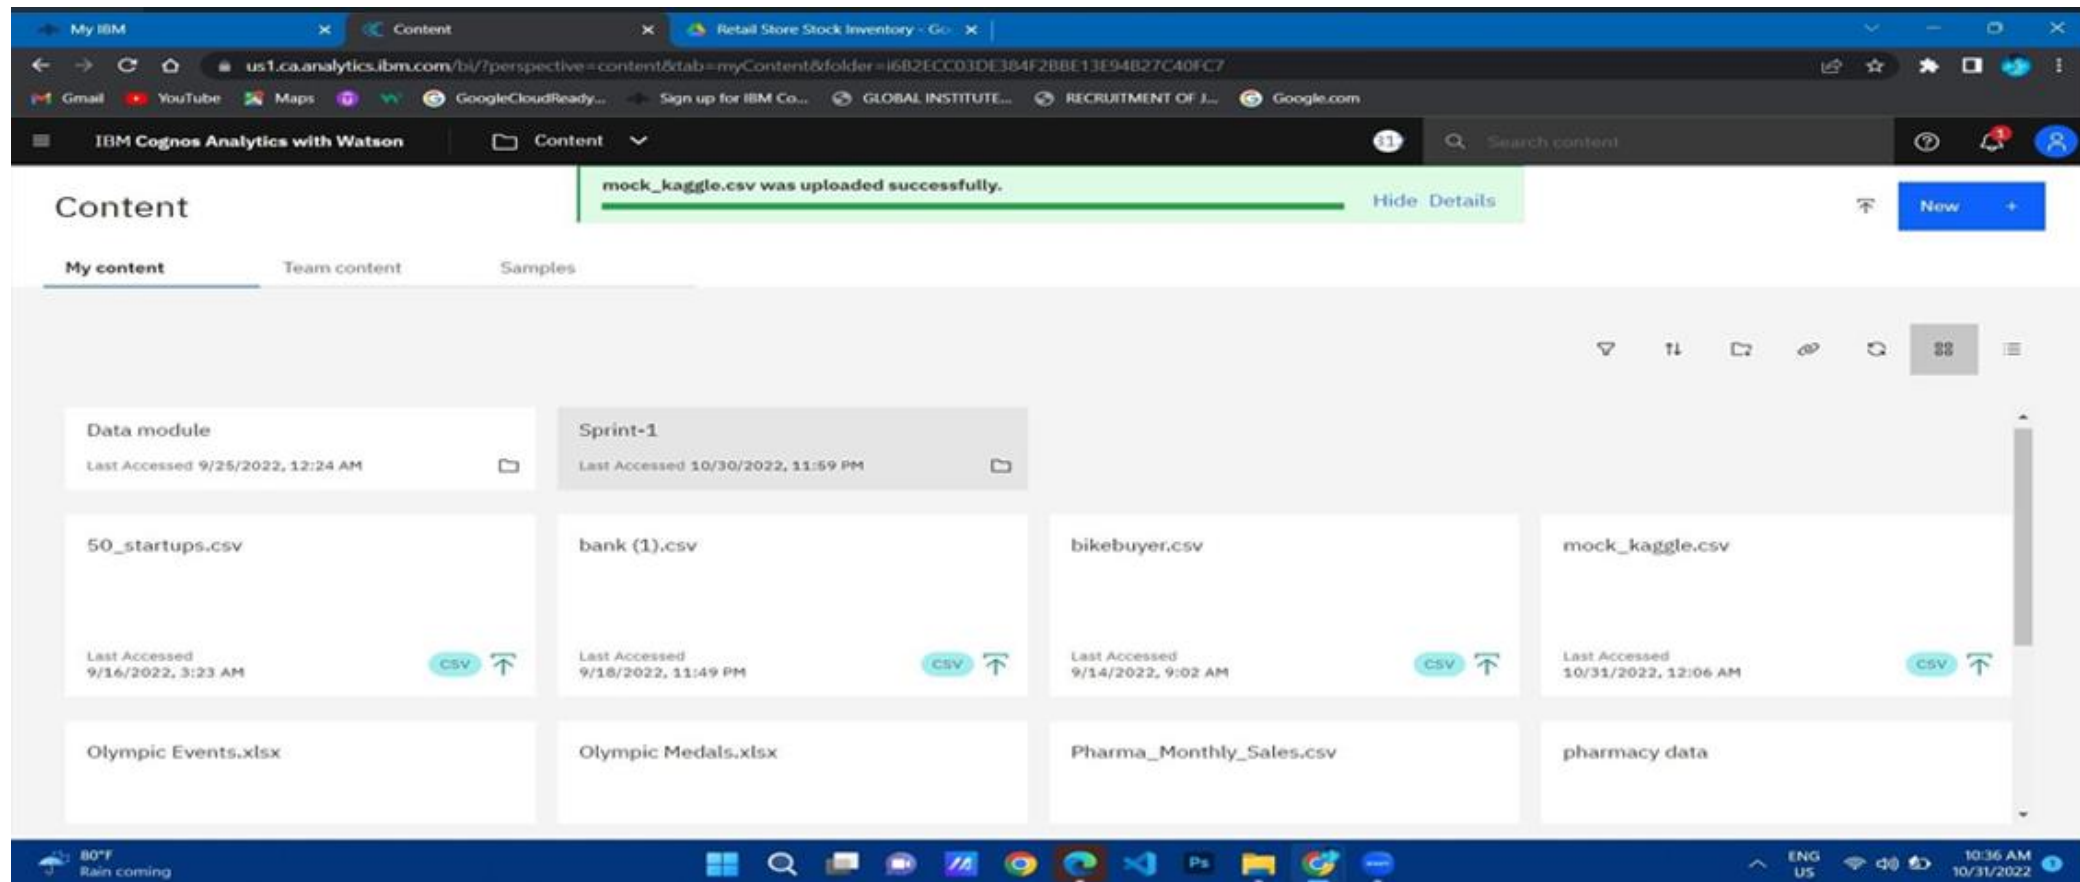 My IBM
Content
Retail Store Stock Inventory - Go
us1.ca.analytics.ibm.com/bi/?perspective=content&tab=myContent&folder=i6B2ECC03DE384F2B8E13E94B27C40FC7
Gmail YouTube Maps GoogleCloudReady... Sign up for IBM Co... GLOBAL INSTITUTE... RECRUITMENT OF J... Google.com
IBM Cognos Analytics with Watson Content Search content 1
mock_kaggle.csv was uploaded successfully.
Hide Details
Content
New +
My content Team content Samples
Data module
Last Accessed 9/25/2022, 12:24 AM
Sprint-1
Last Accessed 10/30/2022, 11:59 PM
50_startups.csv
Last Accessed
9/16/2022, 3:23 AM
CSV
bank (1).csv
Last Accessed
9/18/2022, 11:49 PM
CSV
bikebuyer.csv
Last Accessed
9/14/2022, 9:02 AM
CSV
mock_kaggle.csv
Last Accessed
10/31/2022, 12:06 AM
CSV
Olympic Events.xlsx
Olympic Medals.xlsx
Pharma_Monthly_Sales.csv
pharmacy data
80°F
Rain coming
Ps
ENG
US
10:36 AM
10/31/2022
1